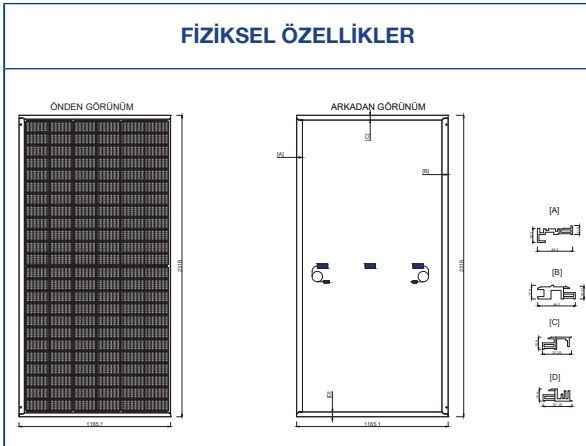 FİZİKSEL ÖZELLİKLER
ÖNDEN GÖRÜNÜM
ARKADAN GÖRÜNÜM
[C]
[A]
[B]
2318
2318
[A]
[B]
[C]
[D]
[D]
1165.1
1165.1